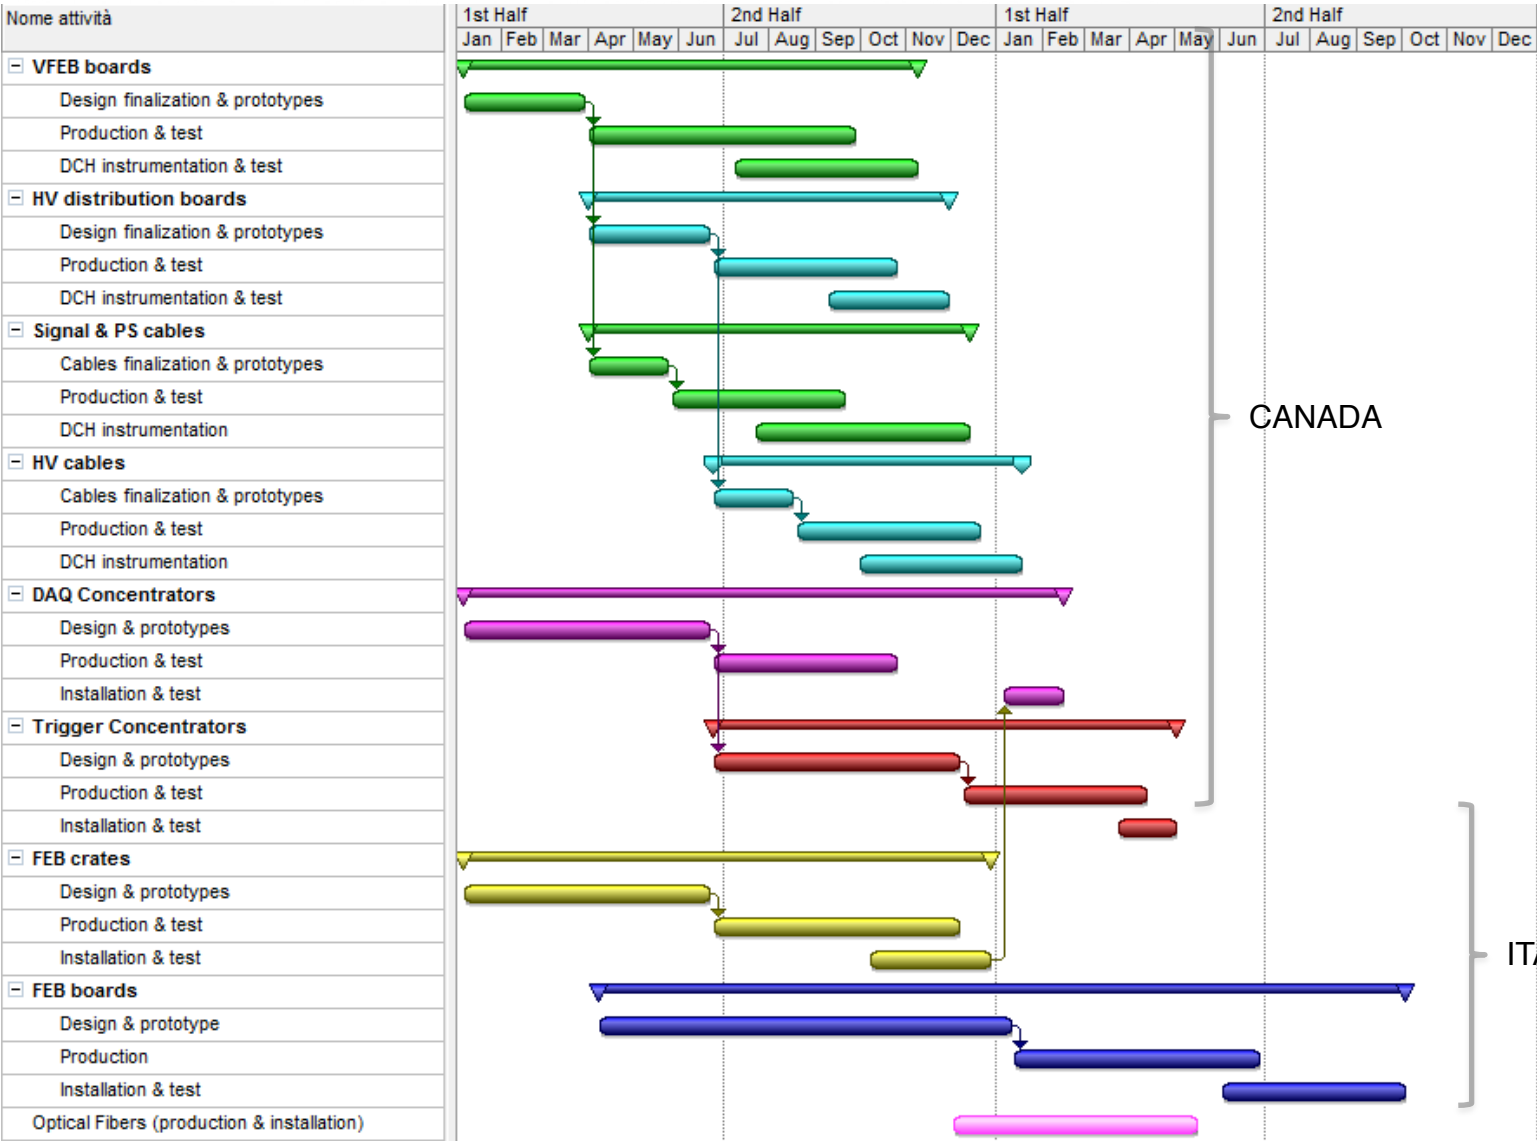 Nome attività 1st Half 2nd Half 1st Half 2nd Half
Jan Feb Mar Apr May Jun Jul Aug Sep Oct Nov Dec Jan Feb Mar Apr May Jun Jul Aug Sep Oct Nov Dec
VFEB boards
Design finalization & prototypes
Production & test
DCH instrumentation & test
HV distribution boards
Design finalization & prototypes
Production & test
DCH instrumentation & test
Signal & PS cables
Cables finalization & prototypes
Production & test
CANADA
DCH instrumentation
HV cables
Cables finalization & prototypes
Production & test
DCH instrumentation
DAQ Concentrators
Design & prototypes
Production & test
Installation & test
Trigger Concentrators
Design & prototypes
Production & test
Installation & test
FEB crates
Design & prototypes
Production & test
Installation & test
FEB boards
Design & prototype
Production
Installation & test
Optical Fibers (production & installation)